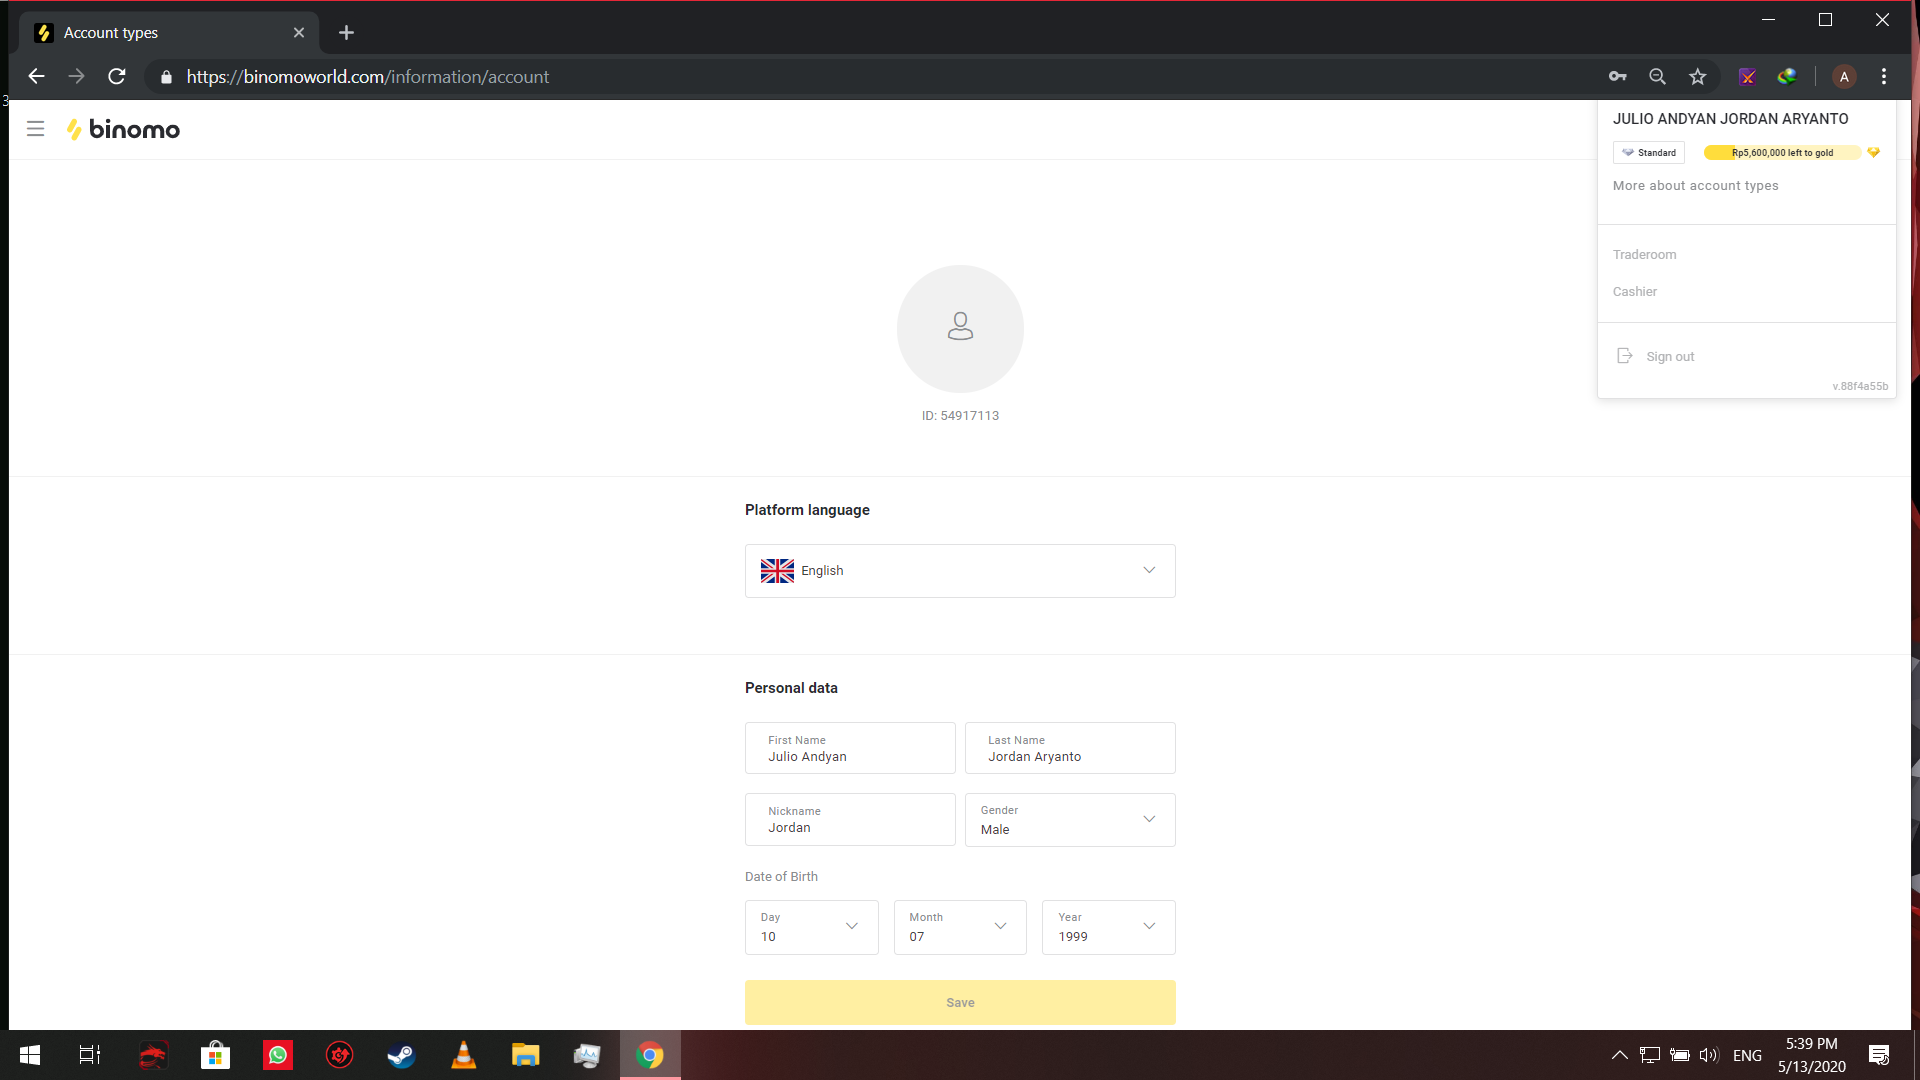 Account types
https://binomoworld.com/information/account
A
3
binomo
JULIO ANDYAN JORDAN ARYANTO
Standard
Rp5,600,000 left to gold
More about account types
Traderoom
Cashier
Sign out
v.88f4a55b
ID: 54917113
Platform language
English
Personal data
First Name
Julio Andyan
Last Name
Jordan Aryanto
Nickname
Jordan
Gender
Male
Date of Birth
Day
10
Month
07
Year
1999
Save
ENG
5:39 PM
5/13/2020